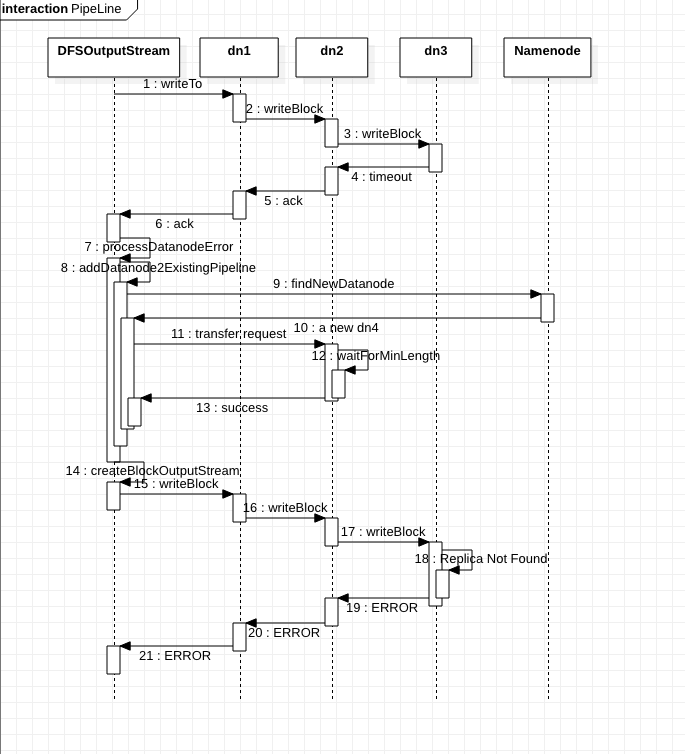 interaction PipeLine
DFSOutputStream
dn1
dn2
dn3
Namenode
1 : writeTo
2 : writeBlock
3 : writeBlock
4 : timeout
5 : ack
6 : ack
7 : processDatanodeError
8 : addDatanode2ExistingPipeline
9 : findNewDatanode
10 : a new dn4
11 : transfer request
12 : waitForMinLength
13 : success
14 : createBlockOutputStream
15 : writeBlock
16 : writeBlock
17 : writeBlock
18 : Replica Not Found
19 : ERROR
20 : ERROR
21 : ERROR